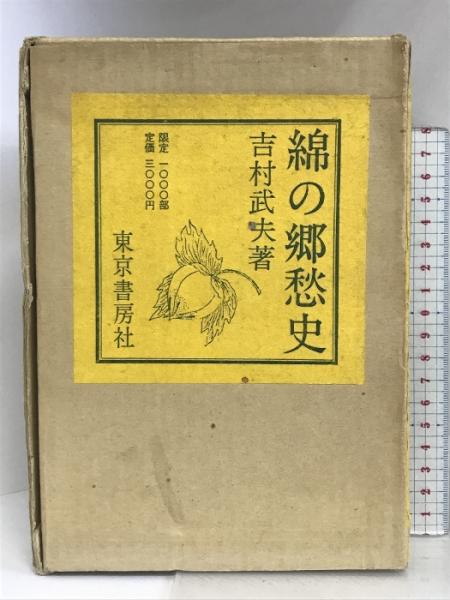 綿の郷愁史
吉村武夫著
限定 一〇〇〇部
定価 三〇〇〇円
東京書房社